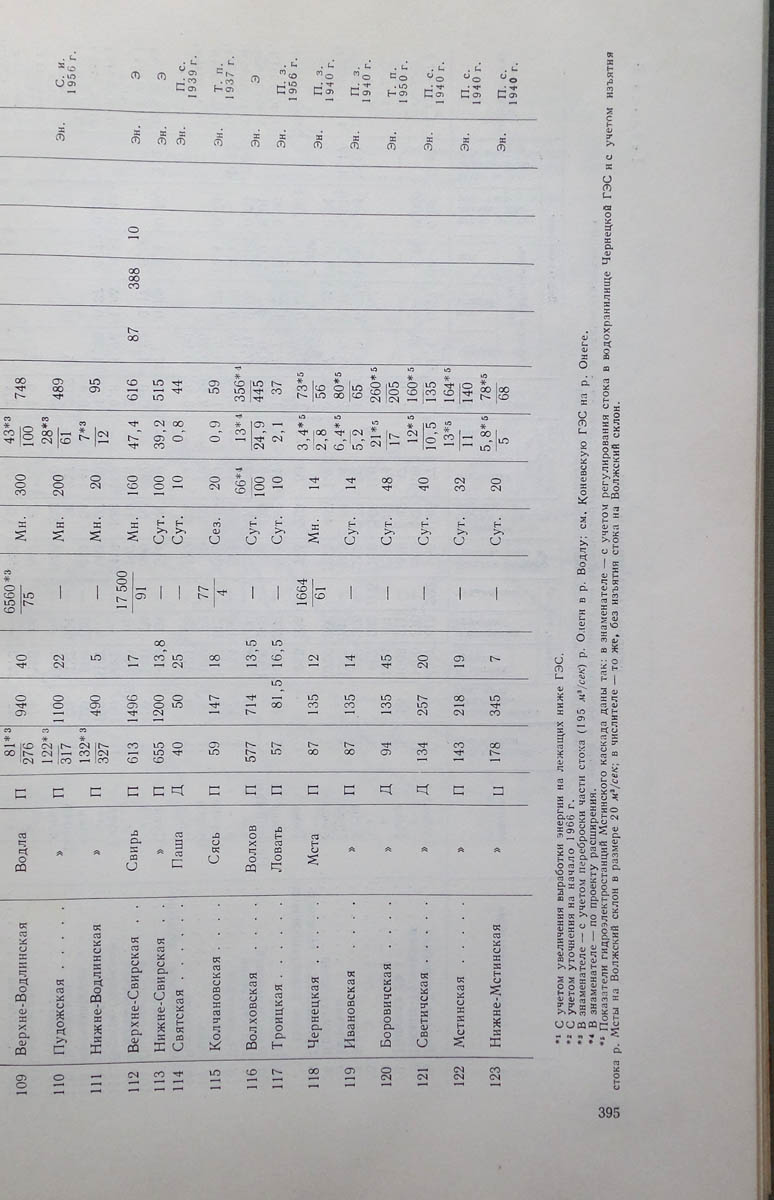 109 Верхне-Водлинская Водла П 81*³/276 940 40 6560*³/75 Мн. 300 43*³/100 748
110 Пудожская . . . . . . » П 122*³/317 1100 22 — Мн. 200 28*³/61 489 Эн. С. и. 1956 г.
111 Нижне-Водлинская » П 132*³/327 490 5 — Мн. 20 7*³/12 95
112 Верхне-Свирская . . Свирь П 613 1496 17 17 500/91 Мн. 160 47,4 616 87 388 10 Эн. Э
113 Нижне-Свирская . . » П 655 1200 13,8 — Сут. 100 39,2 515 Эн. Э
114 Святская . . . . . . Паша Д 40 50 25 — Сут. 10 0,8 44 Эн. П. с. 1939 г.
115 Колчановская . . . . Сясь П 59 147 18 77/4 Сез. 20 0,9 59 Эн. Т. п. 1937 г.
116 Волховская . . . . . Волхов П 577 714 13,5 — Сут. 66*⁴/100 13*⁴/24,9 356*⁴/445 Эн. Э
117 Троицкая . . . . . . Ловать П 57 81,5 16,5 — Сут. 10 2,1 37 Эн. П. з. 1956 г.
118 Чернецкая . . . . . Мста П 87 135 12 1664/61 Мн. 14 3,4*⁵/2,8 73*⁵/56 Эн. П. з. 1940 г.
119 Ивановская . . . . . » П 87 135 14 — Сут. 14 6,4*⁵/5,2 80*⁵/65 Эн. П. з. 1940 г.
120 Боровичская . . . . » Д 94 135 45 — Сут. 48 21*⁵/17 260*⁵/205 Эн. Т. п. 1950 г.
121 Светичская . . . . . » Д 134 257 20 — Сут. 40 12*⁵/10,5 160*⁵/135 Эн. П. с. 1940 г.
122 Мстинская . . . . . » П 143 218 19 — Сут. 32 13*⁵/11 164*⁵/140 Эн. П. с. 1940 г.
123 Нижне-Мстинская » П 178 345 7 — Сут. 20 5,8*⁵/5 78*⁵/68 Эн. П. с. 1940 г.
*¹ С учетом увеличения выработки энергии на лежащих ниже ГЭС.
*² С учетом уточнения на начало 1966 г.
*³ В знаменателе — с учетом переброски части стока (195 м³/сек) р. Онеги в р. Водлу; см. Коневскую ГЭС на р. Онеге.
*⁴ В знаменателе — по проекту расширения.
*⁵ Показатели гидроэлектростанций Мстинского каскада даны так: в знаменателе — с учетом регулирования стока в водохранилище Чернецкой ГЭС и с учетом изъятия
стока р. Мсты на Волжский склон в размере 20 м³/сек; в числителе — то же, без изъятия стока на Волжский склон.
395